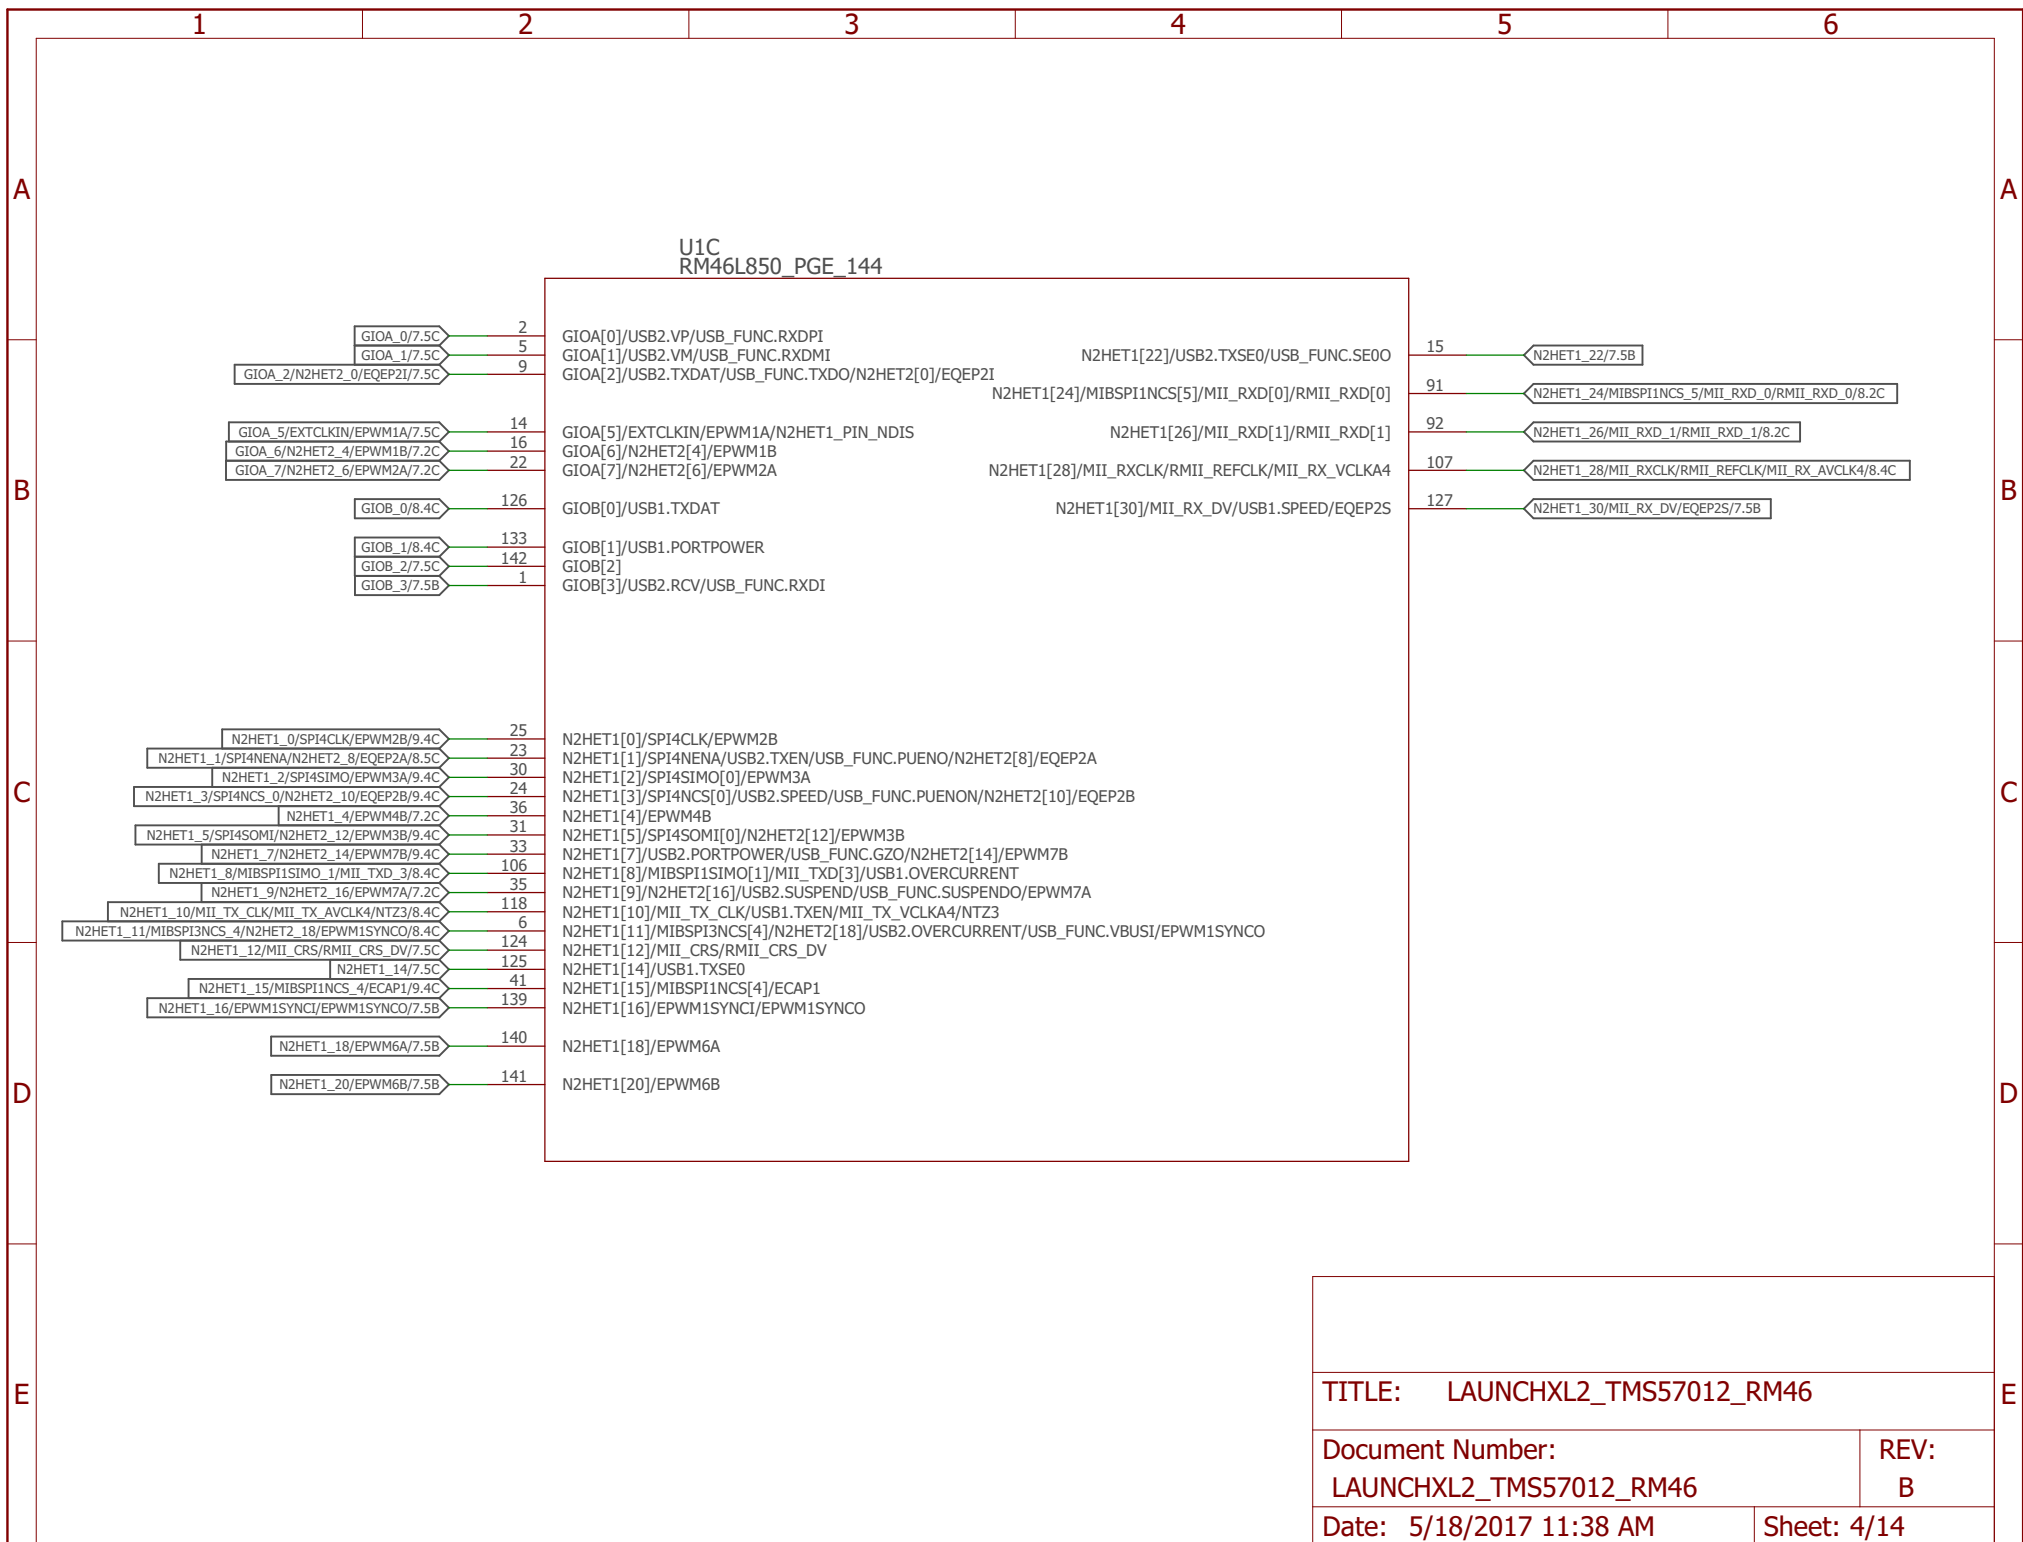 1 2 3 4 5 6
A A
U1C
RM46L850_PGE_144
GIOA_0/7.5C 2 GIOA[0]/USB2.VP/USB_FUNC.RXDPI
GIOA_1/7.5C 5 GIOA[1]/USB2.VM/USB_FUNC.RXDMI N2HET1[22]/USB2.TXSE0/USB_FUNC.SE0O 15 N2HET1_22/7.5B
GIOA_2/N2HET2_0/EQEP2I/7.5C 9 GIOA[2]/USB2.TXDAT/USB_FUNC.TXDO/N2HET2[0]/EQEP2I
N2HET1[24]/MIBSPI1NCS[5]/MII_RXD[0]/RMII_RXD[0] 91 N2HET1_24/MIBSPI1NCS_5/MII_RXD_0/RMII_RXD_0/8.2C
GIOA_5/EXTCLKIN/EPWM1A/7.5C 14 GIOA[5]/EXTCLKIN/EPWM1A/N2HET1_PIN_NDIS N2HET1[26]/MII_RXD[1]/RMII_RXD[1] 92 N2HET1_26/MII_RXD_1/RMII_RXD_1/8.2C
GIOA_6/N2HET2_4/EPWM1B/7.2C 16 GIOA[6]/N2HET2[4]/EPWM1B
GIOA_7/N2HET2_6/EPWM2A/7.2C 22 GIOA[7]/N2HET2[6]/EPWM2A N2HET1[28]/MII_RXCLK/RMII_REFCLK/MII_RX_VCLKA4 107 N2HET1_28/MII_RXCLK/RMII_REFCLK/MII_RX_AVCLK4/8.4C
B B
GIOB_0/8.4C 126 GIOB[0]/USB1.TXDAT N2HET1[30]/MII_RX_DV/USB1.SPEED/EQEP2S 127 N2HET1_30/MII_RX_DV/EQEP2S/7.5B
GIOB_1/8.4C 133 GIOB[1]/USB1.PORTPOWER
GIOB_2/7.5C 142 GIOB[2]
GIOB_3/7.5B 1 GIOB[3]/USB2.RCV/USB_FUNC.RXDI
N2HET1_0/SPI4CLK/EPWM2B/9.4C 25 N2HET1[0]/SPI4CLK/EPWM2B
N2HET1_1/SPI4NENA/N2HET2_8/EQEP2A/8.5C 23 N2HET1[1]/SPI4NENA/USB2.TXEN/USB_FUNC.PUENO/N2HET2[8]/EQEP2A
N2HET1_2/SPI4SIMO/EPWM3A/9.4C 30 N2HET1[2]/SPI4SIMO[0]/EPWM3A
C C
N2HET1_3/SPI4NCS_0/N2HET2_10/EQEP2B/9.4C 24 N2HET1[3]/SPI4NCS[0]/USB2.SPEED/USB_FUNC.PUENON/N2HET2[10]/EQEP2B
N2HET1_4/EPWM4B/7.2C 36 N2HET1[4]/EPWM4B
N2HET1_5/SPI4SOMI/N2HET2_12/EPWM3B/9.4C 31 N2HET1[5]/SPI4SOMI[0]/N2HET2[12]/EPWM3B
N2HET1_7/N2HET2_14/EPWM7B/9.4C 33 N2HET1[7]/USB2.PORTPOWER/USB_FUNC.GZO/N2HET2[14]/EPWM7B
N2HET1_8/MIBSPI1SIMO_1/MII_TXD_3/8.4C 106 N2HET1[8]/MIBSPI1SIMO[1]/MII_TXD[3]/USB1.OVERCURRENT
N2HET1_9/N2HET2_16/EPWM7A/7.2C 35 N2HET1[9]/N2HET2[16]/USB2.SUSPEND/USB_FUNC.SUSPENDO/EPWM7A
N2HET1_10/MII_TX_CLK/MII_TX_AVCLK4/NTZ3/8.4C 118 N2HET1[10]/MII_TX_CLK/USB1.TXEN/MII_TX_VCLKA4/NTZ3
N2HET1_11/MIBSPI3NCS_4/N2HET2_18/EPWM1SYNCO/8.4C 6 N2HET1[11]/MIBSPI3NCS[4]/N2HET2[18]/USB2.OVERCURRENT/USB_FUNC.VBUSI/EPWM1SYNCO
N2HET1_12/MII_CRS/RMII_CRS_DV/7.5C 124 N2HET1[12]/MII_CRS/RMII_CRS_DV
N2HET1_14/7.5C 125 N2HET1[14]/USB1.TXSE0
N2HET1_15/MIBSPI1NCS_4/ECAP1/9.4C 41 N2HET1[15]/MIBSPI1NCS[4]/ECAP1
N2HET1_16/EPWM1SYNCI/EPWM1SYNCO/7.5B 139 N2HET1[16]/EPWM1SYNCI/EPWM1SYNCO
N2HET1_18/EPWM6A/7.5B 140 N2HET1[18]/EPWM6A
N2HET1_20/EPWM6B/7.5B 141 N2HET1[20]/EPWM6B
D D
E E
TITLE: LAUNCHXL2_TMS57012_RM46
Document Number: REV:
LAUNCHXL2_TMS57012_RM46 B
Date: 5/18/2017 11:38 AM Sheet: 4/14